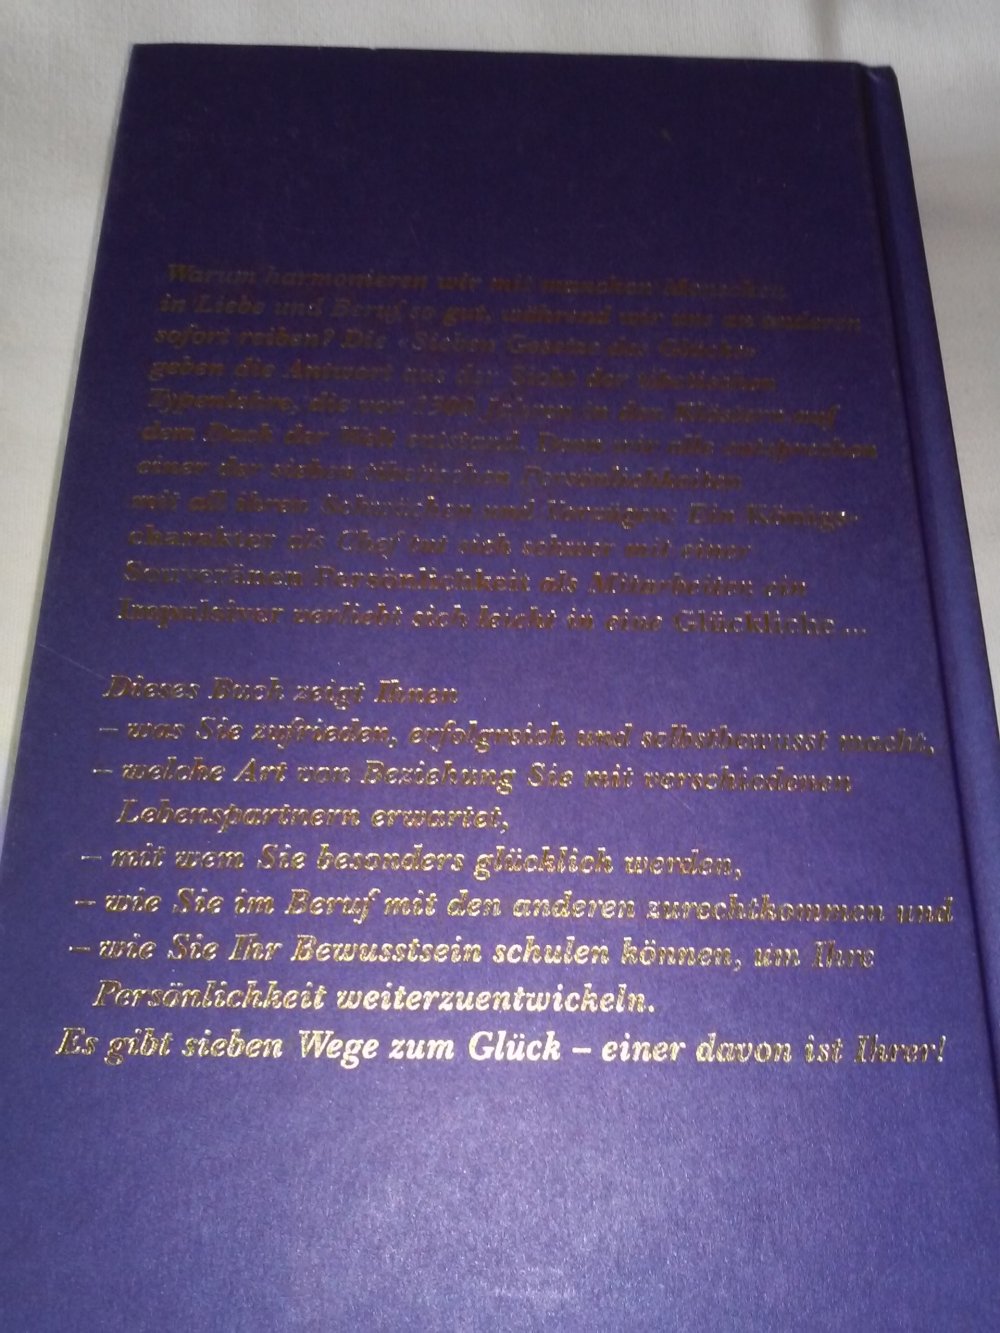 Warum harmonieren wir mit manchen Menschen
in Liebe und Beruf so gut, während wir uns an anderen
sofort reiben? Die «Sieben Gesetze des Glücks»
geben die Antwort aus der Sicht der tibetischen
Typenlehre, die vor 1300 Jahren in den Klöstern auf
dem Dach der Welt entstand. Denn wir alle entsprechen
einer der sieben tibetischen Persönlichkeiten
mit all ihren Schwächen und Vorzügen: Ein Königs-
charakter als Chef tut sich schwer mit einer
Souveränen Persönlichkeit als Mitarbeiter, ein
Impulsiver verliebt sich leicht in eine Glückliche ...
Dieses Buch zeigt Ihnen
– was Sie zufrieden, erfolgreich und selbstbewusst macht,
– welche Art von Beziehung Sie mit verschiedenen
Lebenspartnern erwartet,
– mit wem Sie besonders glücklich werden,
– wie Sie im Beruf mit den anderen zurechtkommen und
– wie Sie Ihr Bewusstsein schulen können, um Ihre
Persönlichkeit weiterzuentwickeln.
Es gibt sieben Wege zum Glück – einer davon ist Ihrer!